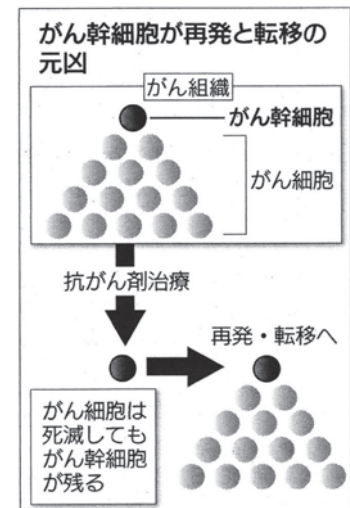 がん幹細胞が再発と転移の
元凶
がん組織
がん幹細胞
がん細胞
抗がん剤治療
再発・転移へ
がん細胞は
死滅しても
がん幹細胞
が残る